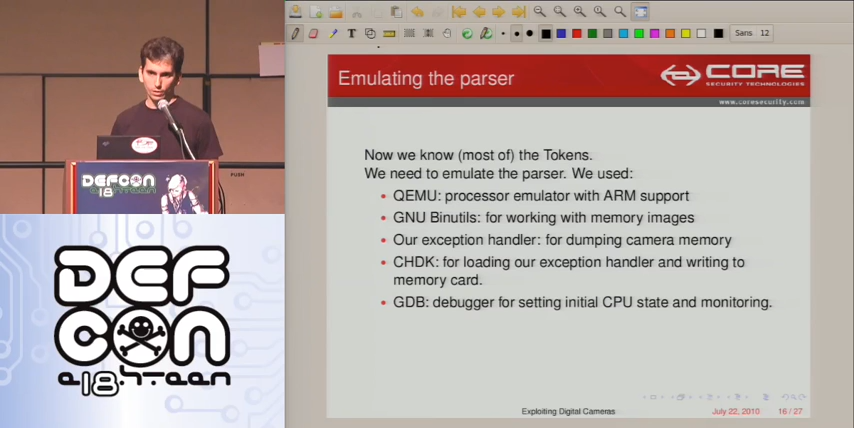 Sans 12
Emulating the parser
CORE
SECURITY TECHNOLOGIES
www.coresecurity.com
Now we know (most of) the Tokens.
We need to emulate the parser. We used:
QEMU: processor emulator with ARM support
GNU Binutils: for working with memory images
Our exception handler: for dumping camera memory
CHDK: for loading our exception handler and writing to
memory card.
GDB: debugger for setting initial CPU state and monitoring.
Exploiting Digital Cameras
July 22, 2010
16 / 27
PUSH
DEFCON
18
DEF
CON
e18hteen